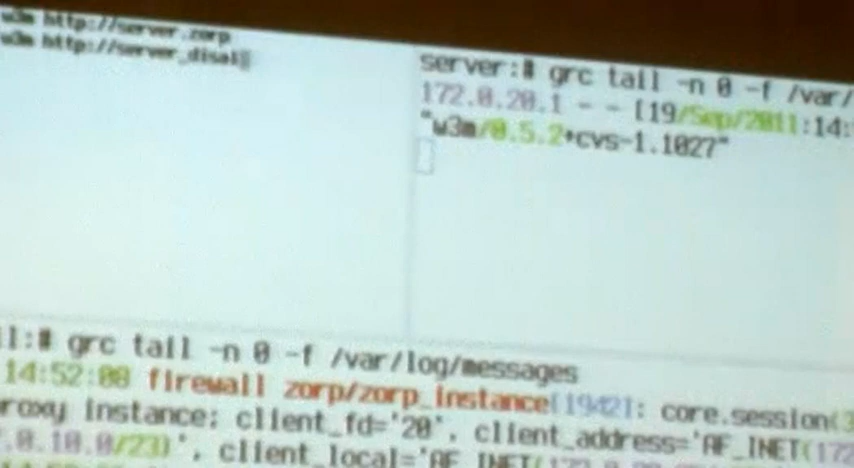 w3m http://server.zorp
w3m http://server_disal
server:# grc tail -n 0 -f /var/
172.0.20.1 - - [19/Sep/2011:14:
"w3m/0.5.2+cvs-1.1027"
l:# grc tail -n 0 -f /var/log/messages
14:52:00 firewall zorp/zorp_instance[1942]: core.session(3
roxy instance; client_fd='20', client_address='AF_INET(172
.0.10.0/23)', client_local='AF_INET(172